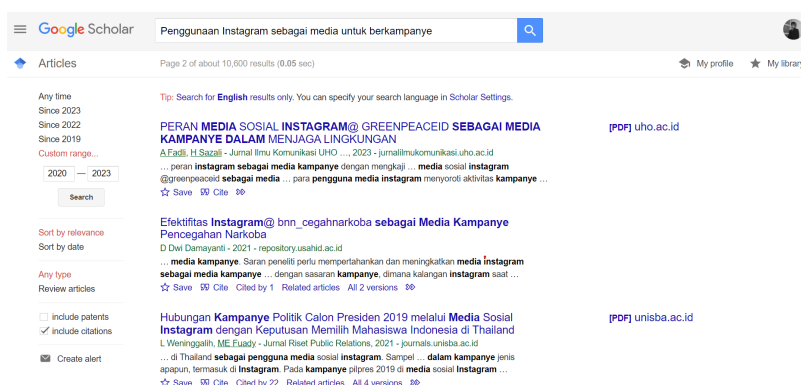 Google Scholar
Penggunaan Instagram sebagai media untuk berkampanye
Articles
Page 2 of about 10,600 results (0.05 sec)
My profile
My library
Any time
Since 2023
Since 2022
Since 2019
Custom range...
2020 — 2023
Search
Sort by relevance
Sort by date
Any type
Review articles
include patents
include citations
Create alert
Tip: Search for English results only. You can specify your search language in Scholar Settings.
PERAN MEDIA SOSIAL INSTAGRAM@ GREENPEACEID SEBAGAI MEDIA
KAMPANYE DALAM MENJAGA LINGKUNGAN
A Fadli, H Sazali - Jurnal Ilmu Komunikasi UHO …, 2023 - jurnalilmukomunikasi.uho.ac.id
… peran instagram sebagai media kampanye dengan mengkaji … media sosial instagram
@greenpeaceid sebagai media … para pengguna media instagram menyoroti aktivitas kampanye …
Save Cite
[PDF] uho.ac.id
Efektifitas Instagram@ bnn_cegahnarkoba sebagai Media Kampanye
Pencegahan Narkoba
D Dwi Damayanti - 2021 - repository.usahid.ac.id
… media kampanye. Saran peneliti perlu mempertahankan dan meningkatkan media instagram
sebagai media kampanye … dengan sasaran kampanye, dimana kalangan instagram saat …
Save Cite Cited by 1 Related articles All 2 versions
Hubungan Kampanye Politik Calon Presiden 2019 melalui Media Sosial
Instagram dengan Keputusan Memilih Mahasiswa Indonesia di Thailand
L Weninggalih, ME Fuady - Jurnal Riset Public Relations, 2021 - journals.unisba.ac.id
… di Thailand sebagai pengguna media sosial instagram. Sampel … dalam kampanye jenis
apapun, termasuk di Instagram. Pada kampanye pilpres 2019 di media sosial Instagram …
Save Cite Cited by 22 Related articles All 4 versions
[PDF] unisba.ac.id